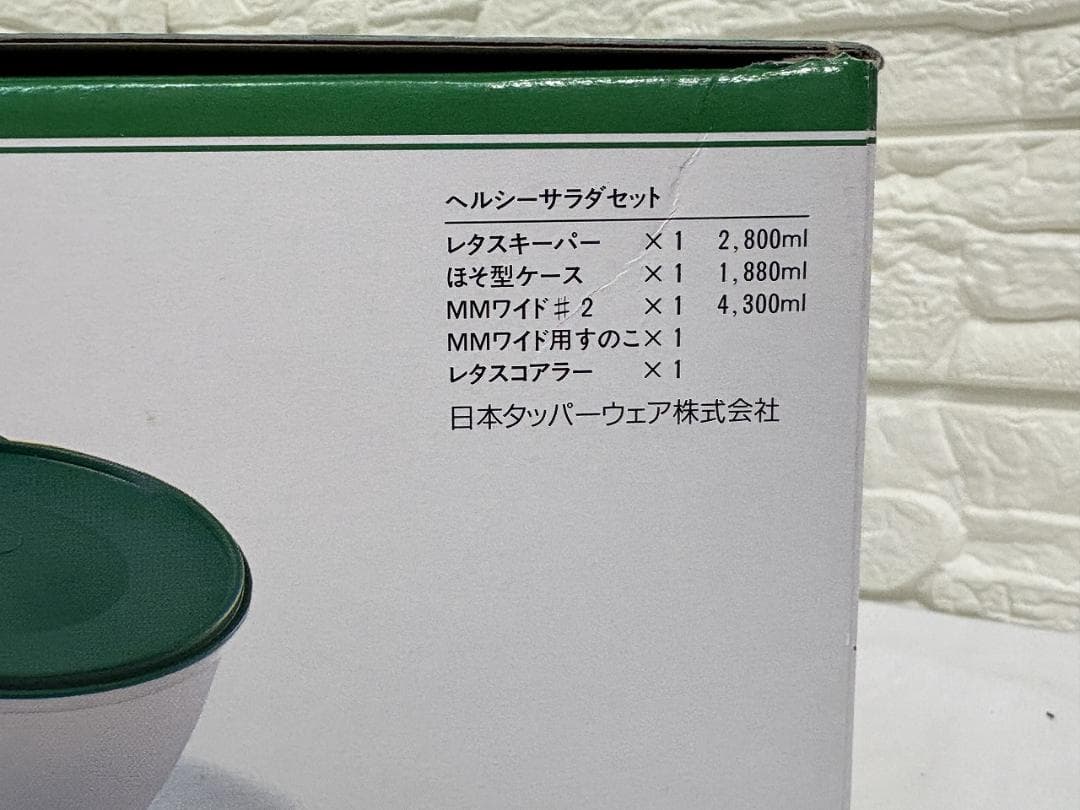 ヘルシーサラダセット
レタスキーパー ×1 2,800ml
ほそ型ケース ×1 1,880ml
MMワイド♯2 ×1 4,300ml
MMワイド用すのこ×1
レタスコアラー ×1
日本タッパーウェア株式会社